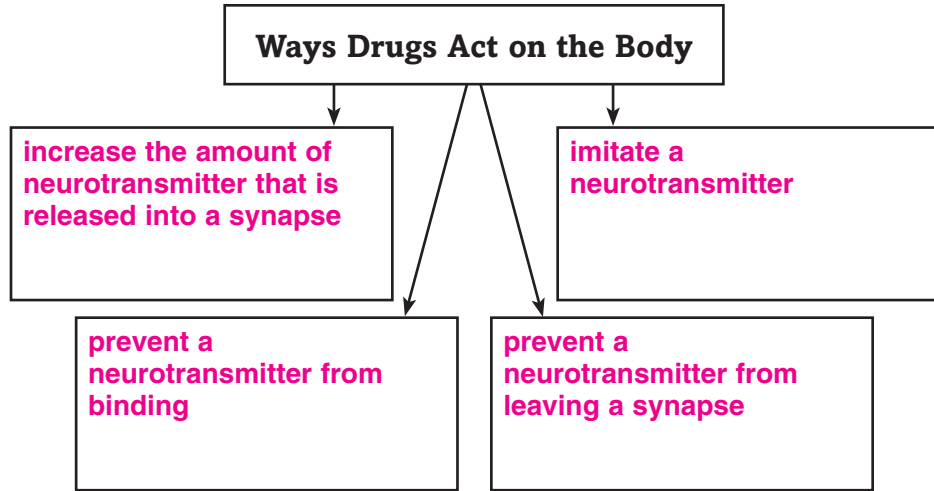 Ways Drugs Act on the Body
increase the amount of
neurotransmitter that is
released into a synapse
imitate a
neurotransmitter
prevent a
neurotransmitter from
binding
prevent a
neurotransmitter from
leaving a synapse